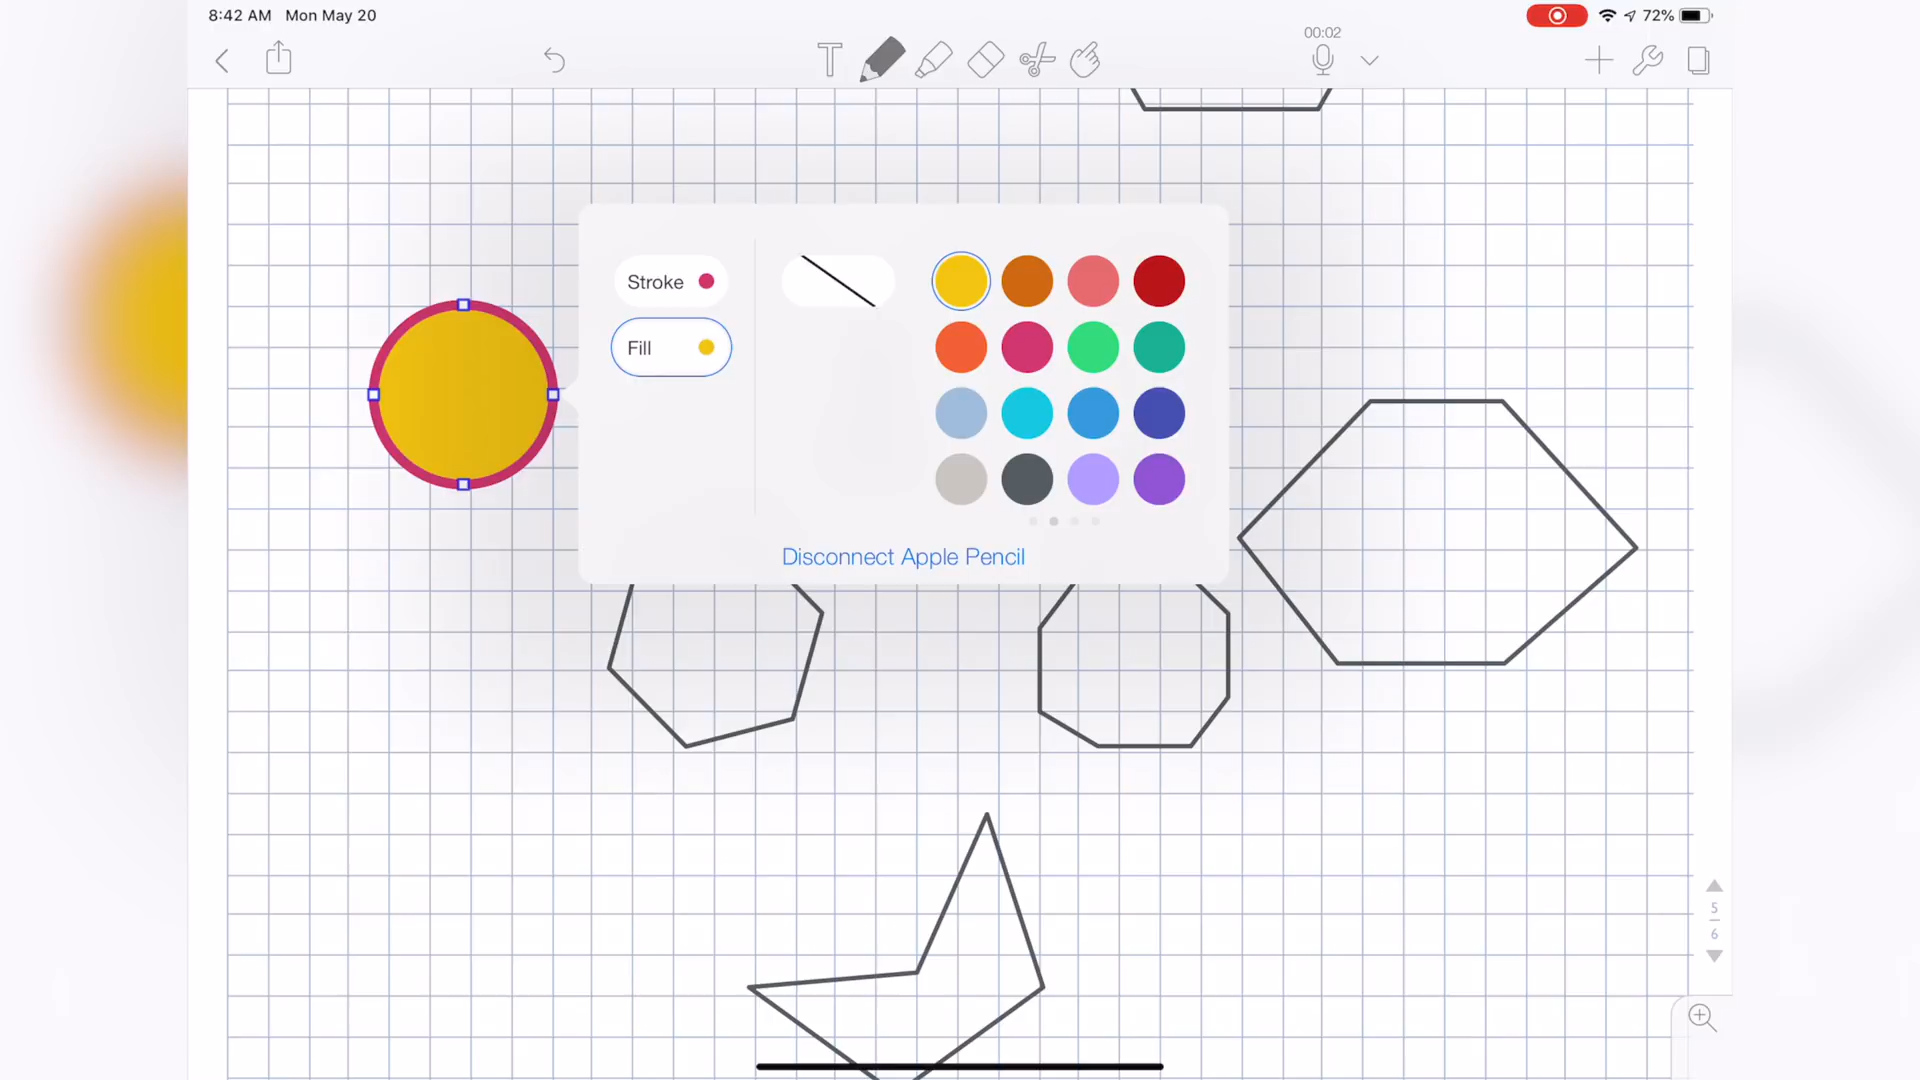 8:42 AM Mon May 20
72%
00:02
T
Stroke
Fill
Disconnect Apple Pencil
5
6